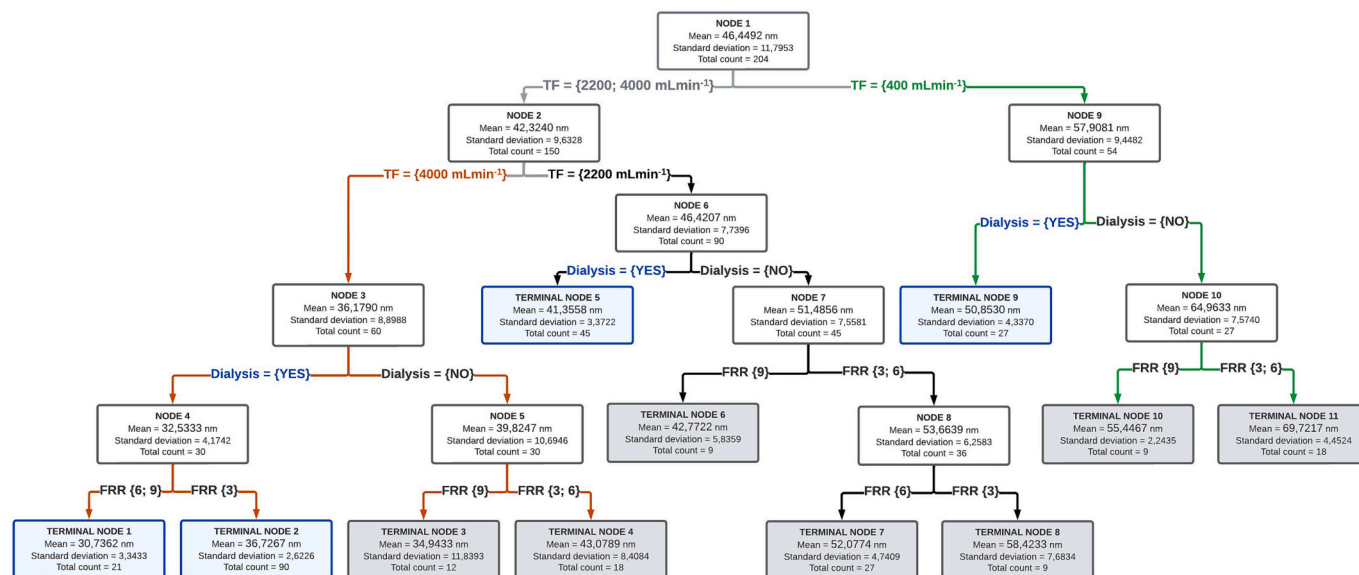 NODE 1
Mean = 46,4492 nm
Standard deviation = 11,7953
Total count = 204
TF = {2200; 4000 mLmin-1}
TF = {400 mLmin-1}
NODE 2
Mean = 42,3240 nm
Standard deviation = 9,6328
Total count = 150
NODE 9
Mean = 57,9081 nm
Standard deviation = 9,4482
Total count = 54
TF = {4000 mLmin-1}
TF = {2200 mLmin-1}
NODE 6
Mean = 46,4207 nm
Standard deviation = 7,7396
Total count = 90
Dialysis = {YES}
Dialysis = {NO}
Dialysis = {YES}
Dialysis = {NO}
NODE 3
Mean = 36,1790 nm
Standard deviation = 8,8988
Total count = 60
TERMINAL NODE 5
Mean = 41,3558 nm
Standard deviation = 3,3722
Total count = 45
NODE 7
Mean = 51,4856 nm
Standard deviation = 7,5581
Total count = 45
TERMINAL NODE 9
Mean = 50,8530 nm
Standard deviation = 4,3370
Total count = 27
NODE 10
Mean = 64,9633 nm
Standard deviation = 7,5740
Total count = 27
Dialysis = {YES}
Dialysis = {NO}
FRR {9}
FRR {3; 6}
FRR {9}
FRR {3; 6}
NODE 4
Mean = 32,5333 nm
Standard deviation = 4,1742
Total count = 30
NODE 5
Mean = 39,8247 nm
Standard deviation = 10,6946
Total count = 30
TERMINAL NODE 6
Mean = 42,7722 nm
Standard deviation = 5,8359
Total count = 9
NODE 8
Mean = 53,6639 nm
Standard deviation = 6,2583
Total count = 36
TERMINAL NODE 10
Mean = 55,4467 nm
Standard deviation = 2,2435
Total count = 9
TERMINAL NODE 11
Mean = 69,7217 nm
Standard deviation = 4,4524
Total count = 18
FRR {6; 9}
FRR {3}
FRR {9}
FRR {3; 6}
FRR {6}
FRR {3}
TERMINAL NODE 1
Mean = 30,7362 nm
Standard deviation = 3,3433
Total count = 21
TERMINAL NODE 2
Mean = 36,7267 nm
Standard deviation = 2,6226
Total count = 90
TERMINAL NODE 3
Mean = 34,9433 nm
Standard deviation = 11,8393
Total count = 12
TERMINAL NODE 4
Mean = 43,0789 nm
Standard deviation = 8,4084
Total count = 18
TERMINAL NODE 7
Mean = 52,0774 nm
Standard deviation = 4,7409
Total count = 27
TERMINAL NODE 8
Mean = 58,4233 nm
Standard deviation = 7,6834
Total count = 9